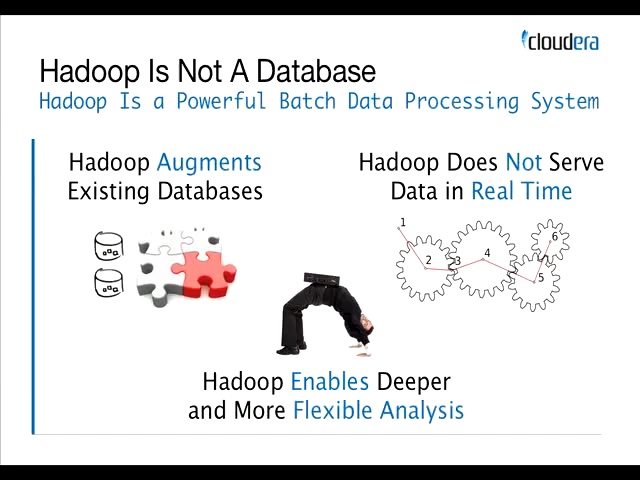 cloudera
Hadoop Is Not A Database
Hadoop Is a Powerful Batch Data Processing System
Hadoop Augments
Existing Databases
Hadoop Does Not Serve
Data in Real Time
1
2
3
4
5
6
Hadoop Enables Deeper
and More Flexible Analysis